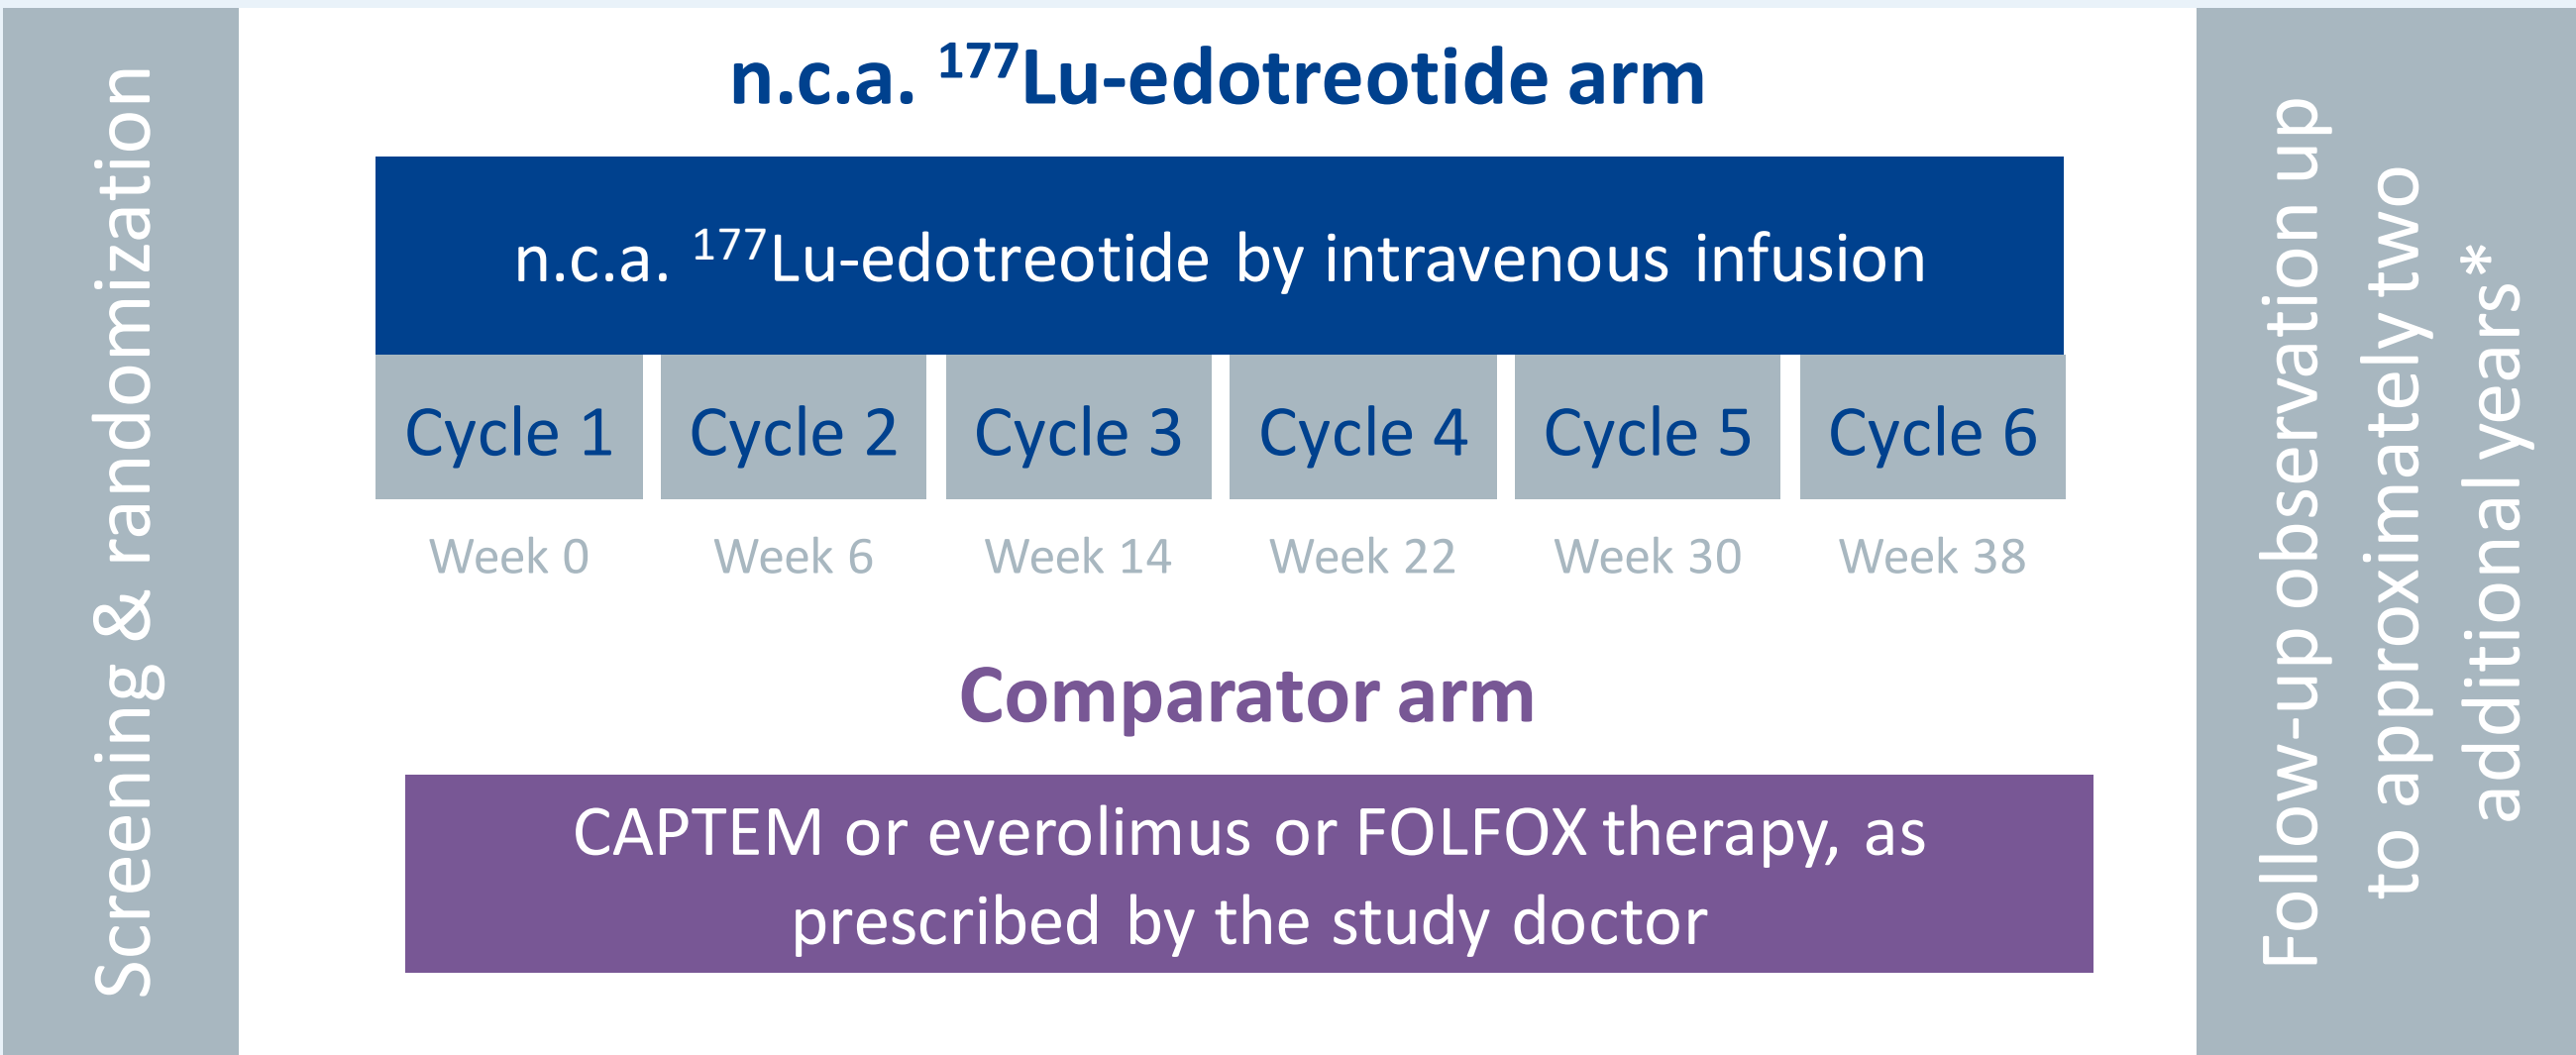 Screening & randomization
n.c.a. ¹⁷⁷Lu-edotreotide arm
n.c.a. ¹⁷⁷Lu-edotreotide by intravenous infusion
Cycle 1 Cycle 2 Cycle 3 Cycle 4 Cycle 5 Cycle 6
Week 0 Week 6 Week 14 Week 22 Week 30 Week 38
Comparator arm
CAPTEM or everolimus or FOLFOX therapy, as
prescribed by the study doctor
Follow-up observation up
to approximately two
additional years*